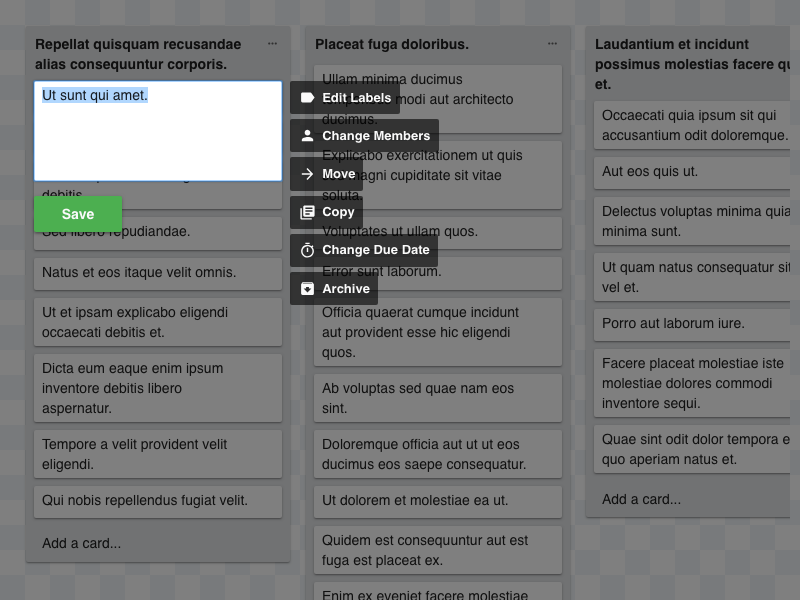 Repellat quisquam recusandae
alias consequuntur corporis.
Ut sunt qui amet.
debitis.
Save
Sed libero repudiandae.
Natus et eos itaque velit omnis.
Ut et ipsam explicabo eligendi
occaecati debitis et.
Dicta eum eaque enim ipsum
inventore debitis libero
aspernatur.
Tempore a velit provident velit
eligendi.
Qui nobis repellendus fugiat velit.
Add a card...
Edit Labels
Change Members
Move
Copy
Change Due Date
Archive
Placeat fuga doloribus.
Ullam minima ducimus
modi aut architecto
ducimus.
Explicabo exercitationem ut quis
magni cupiditate sit vitae
soluta.
Voluptates ut ullam quos.
Error sunt laborum.
Officia quaerat cumque incidunt
aut provident esse hic eligendi
quos.
Ab voluptas sed quae nam eos
sint.
Doloremque officia aut ut ut eos
ducimus eos saepe consequatur.
Ut dolorem et molestiae ea ut.
Quidem est consequuntur aut est
fuga est placeat ex.
Enim ex eveniet facere molestiae
Laudantium et incidunt
possimus molestias facere qu
et.
Occaecati quia ipsum sit qui
accusantium odit doloremque.
Aut eos quis ut.
Delectus voluptas minima quia
minima sunt.
Ut quam natus consequatur sit
vel et.
Porro aut laborum iure.
Facere placeat molestiae iste
molestiae dolores commodi
inventore sequi.
Quae sint odit dolor tempora e
quo aperiam natus et.
Add a card...